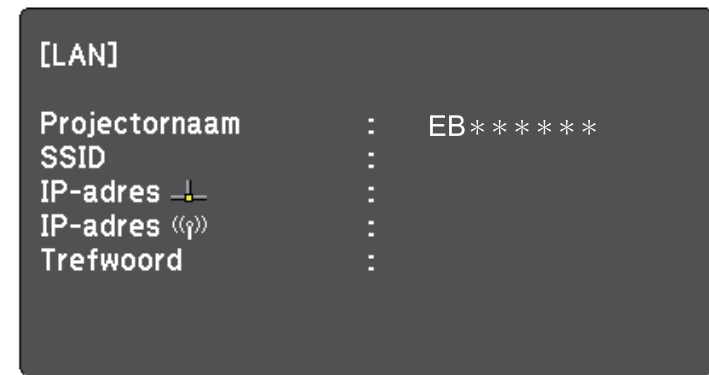 [LAN]
Projectornaam : EB******
SSID :
IP-adres :
IP-adres :
Trefwoord :